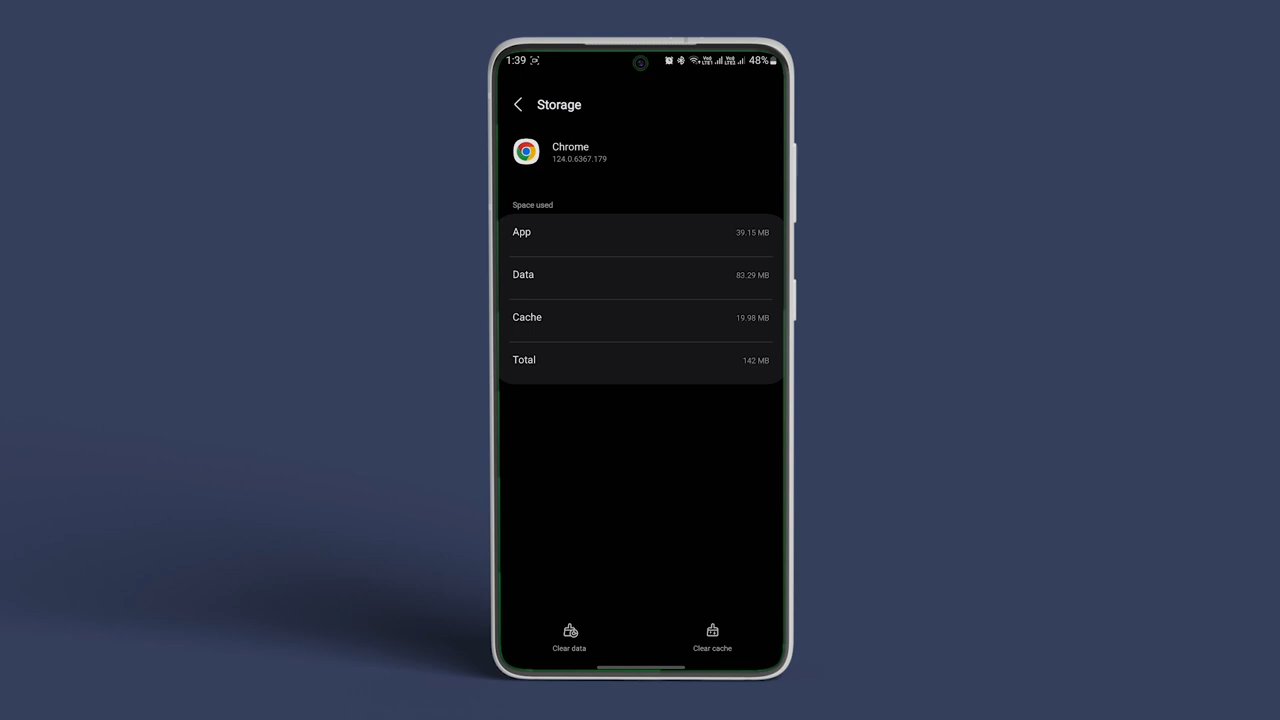 1:39 48%
Storage
Chrome
124.0.6367.179
Space used
App 39.15 MB
Data 83.29 MB
Cache 19.98 MB
Total 142 MB
Clear data Clear cache